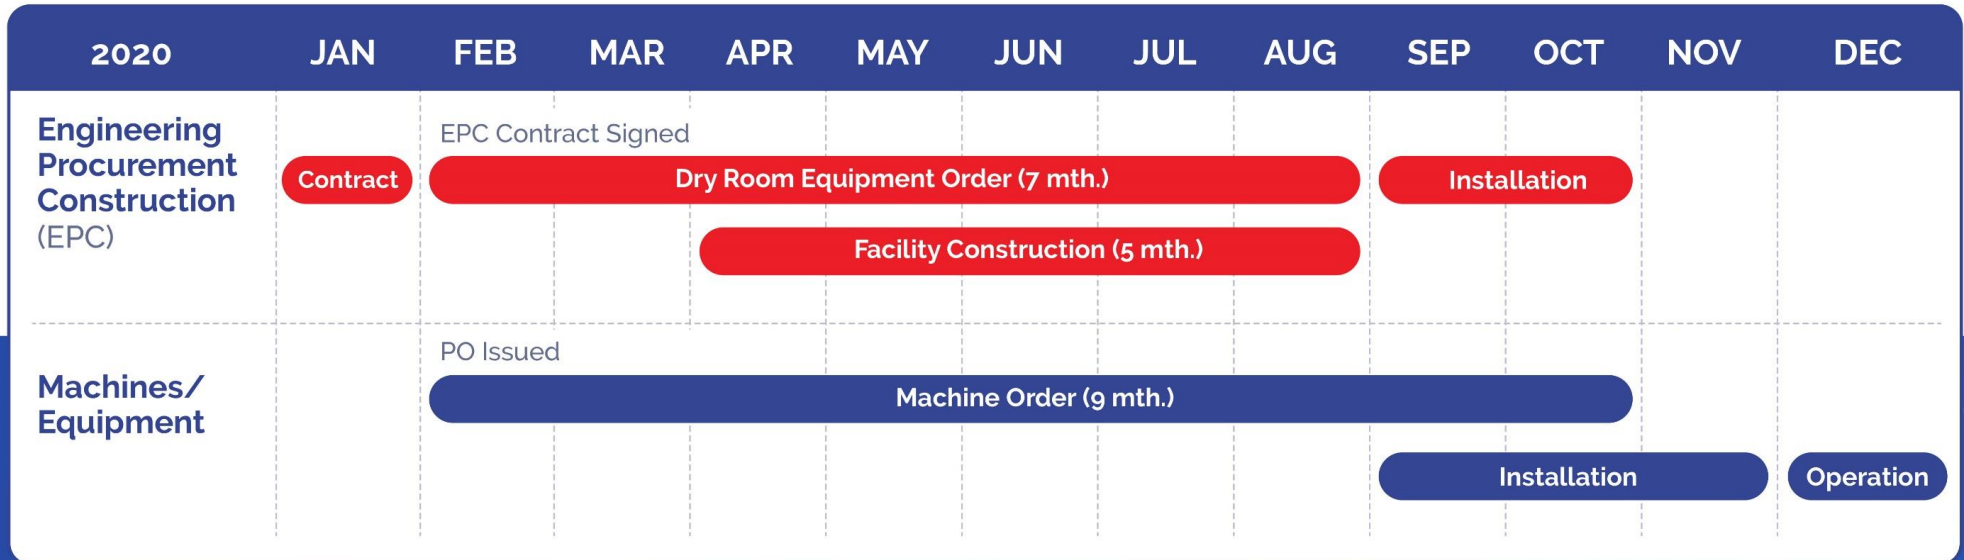 2020 JAN FEB MAR APR MAY JUN JUL AUG SEP OCT NOV DEC
Engineering
Procurement
Construction
(EPC)
EPC Contract Signed
Contract Dry Room Equipment Order (7 mth.) Installation
Facility Construction (5 mth.)
Machines/
Equipment
PO Issued
Machine Order (9 mth.)
Installation Operation